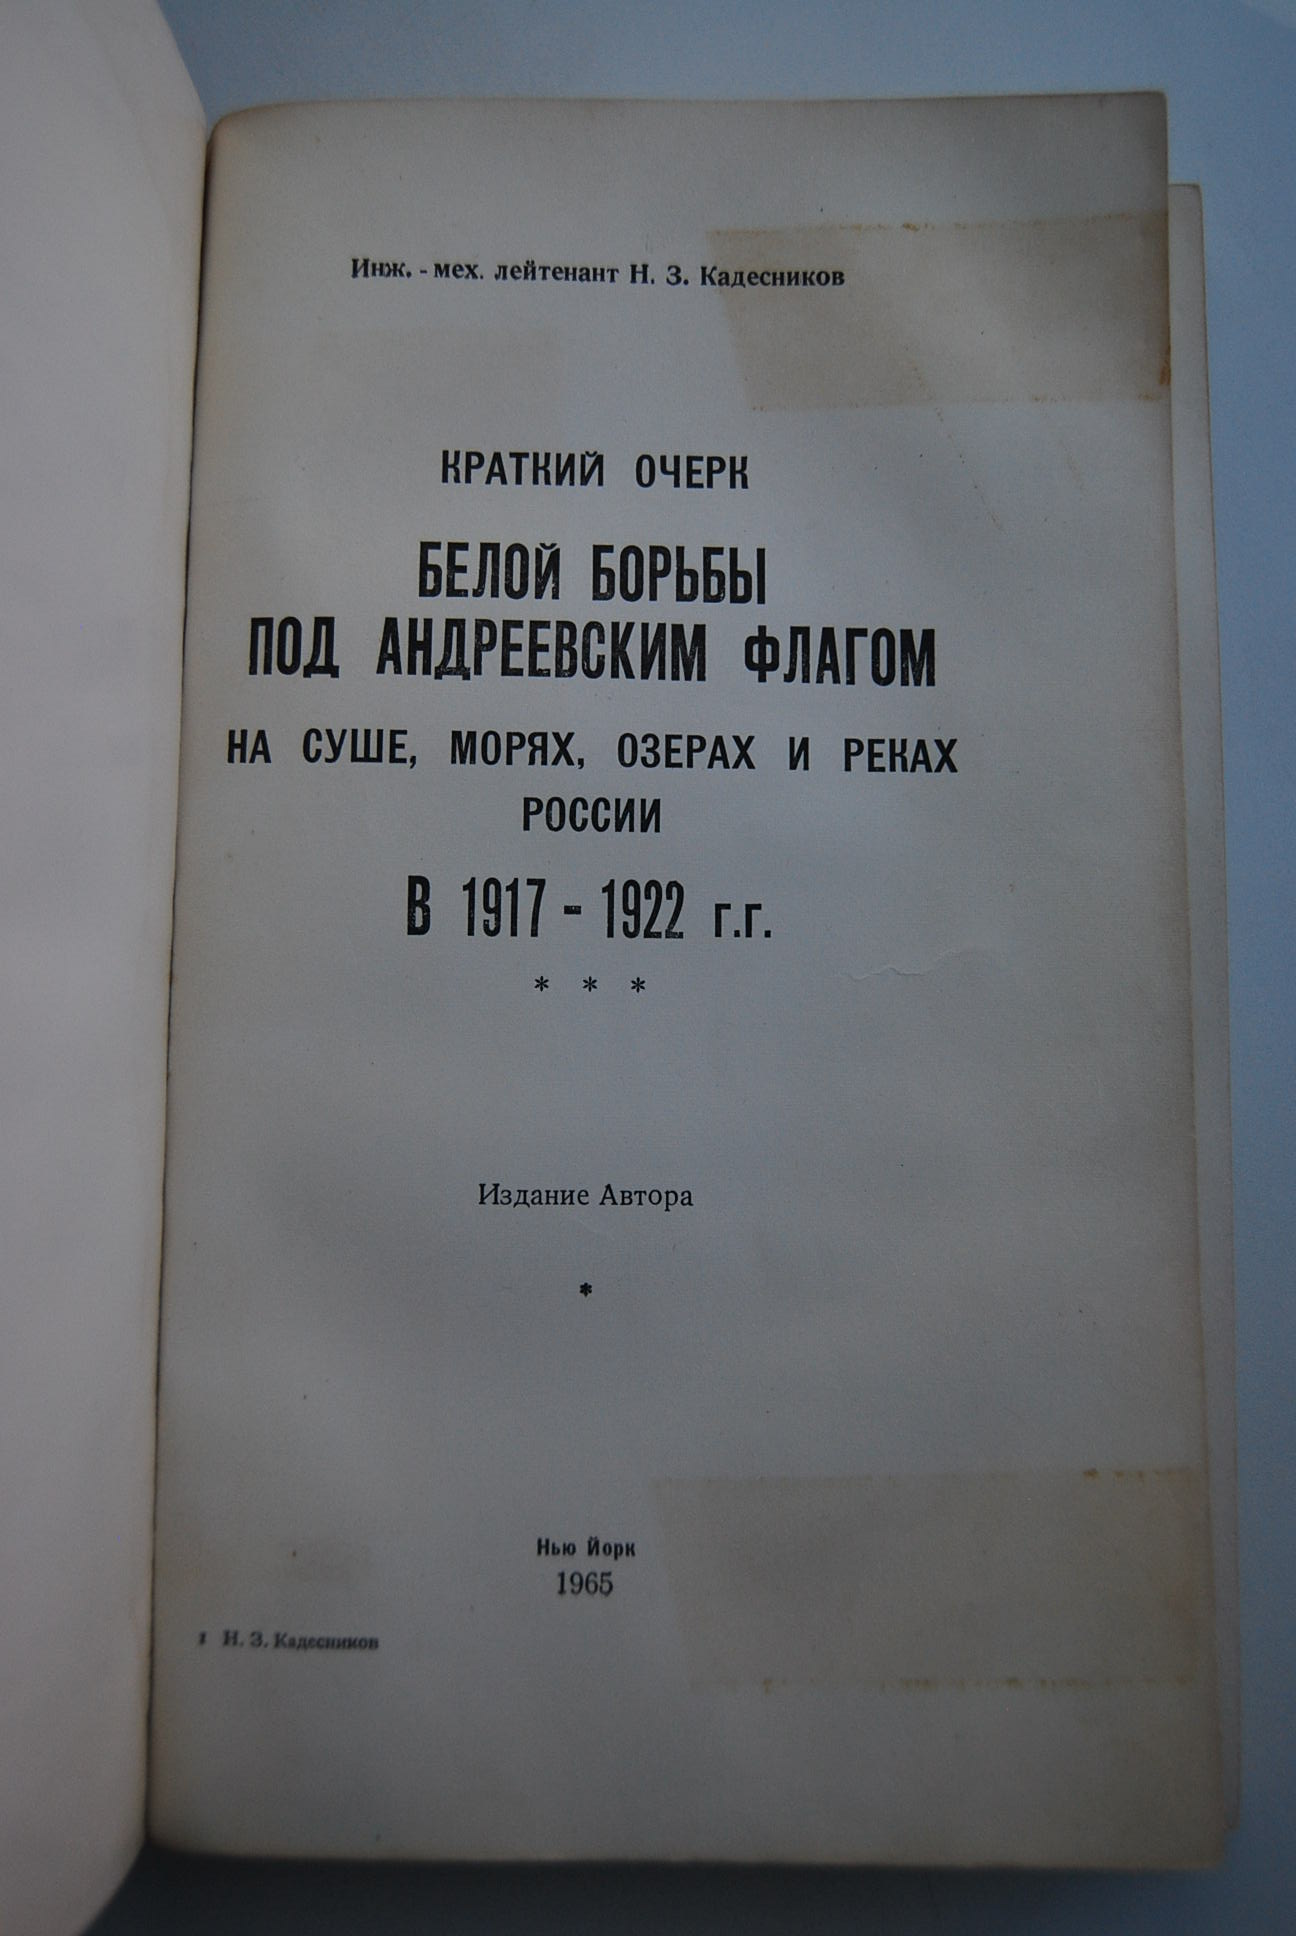 Инж. - мех. лейтенант Н. З. Кадесников
КРАТКИЙ ОЧЕРК
БЕЛОЙ БОРЬБЫ
ПОД АНДРЕЕВСКИМ ФЛАГОМ
НА СУШЕ, МОРЯХ, ОЗЕРАХ И РЕКАХ
РОССИИ
В 1917 - 1922 г.г.
* * *
Издание Автора
*
Нью Йорк
1965
1 Н. З. Кадесников